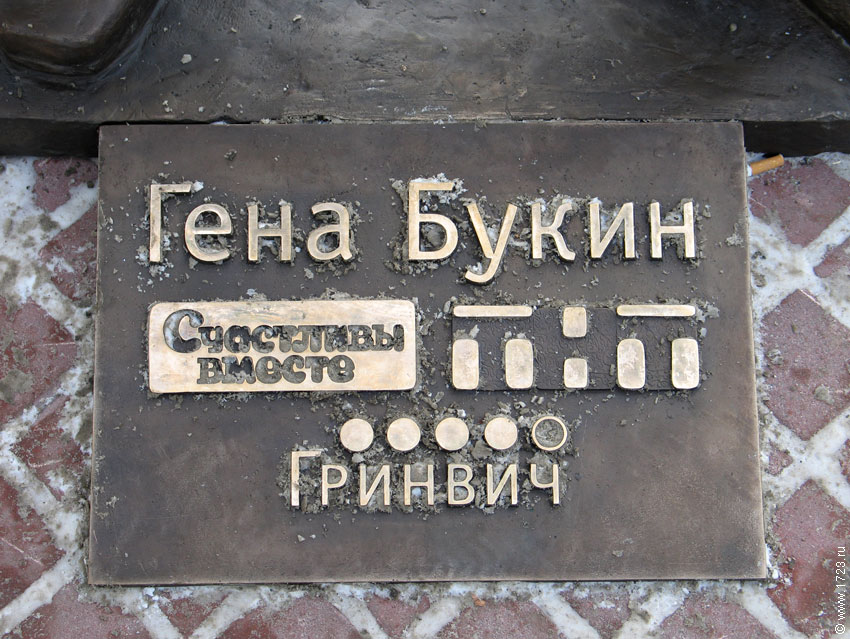 Гена Букин
Счастливы
вместе
ТНТ
Гринвич
© www.1723.ru